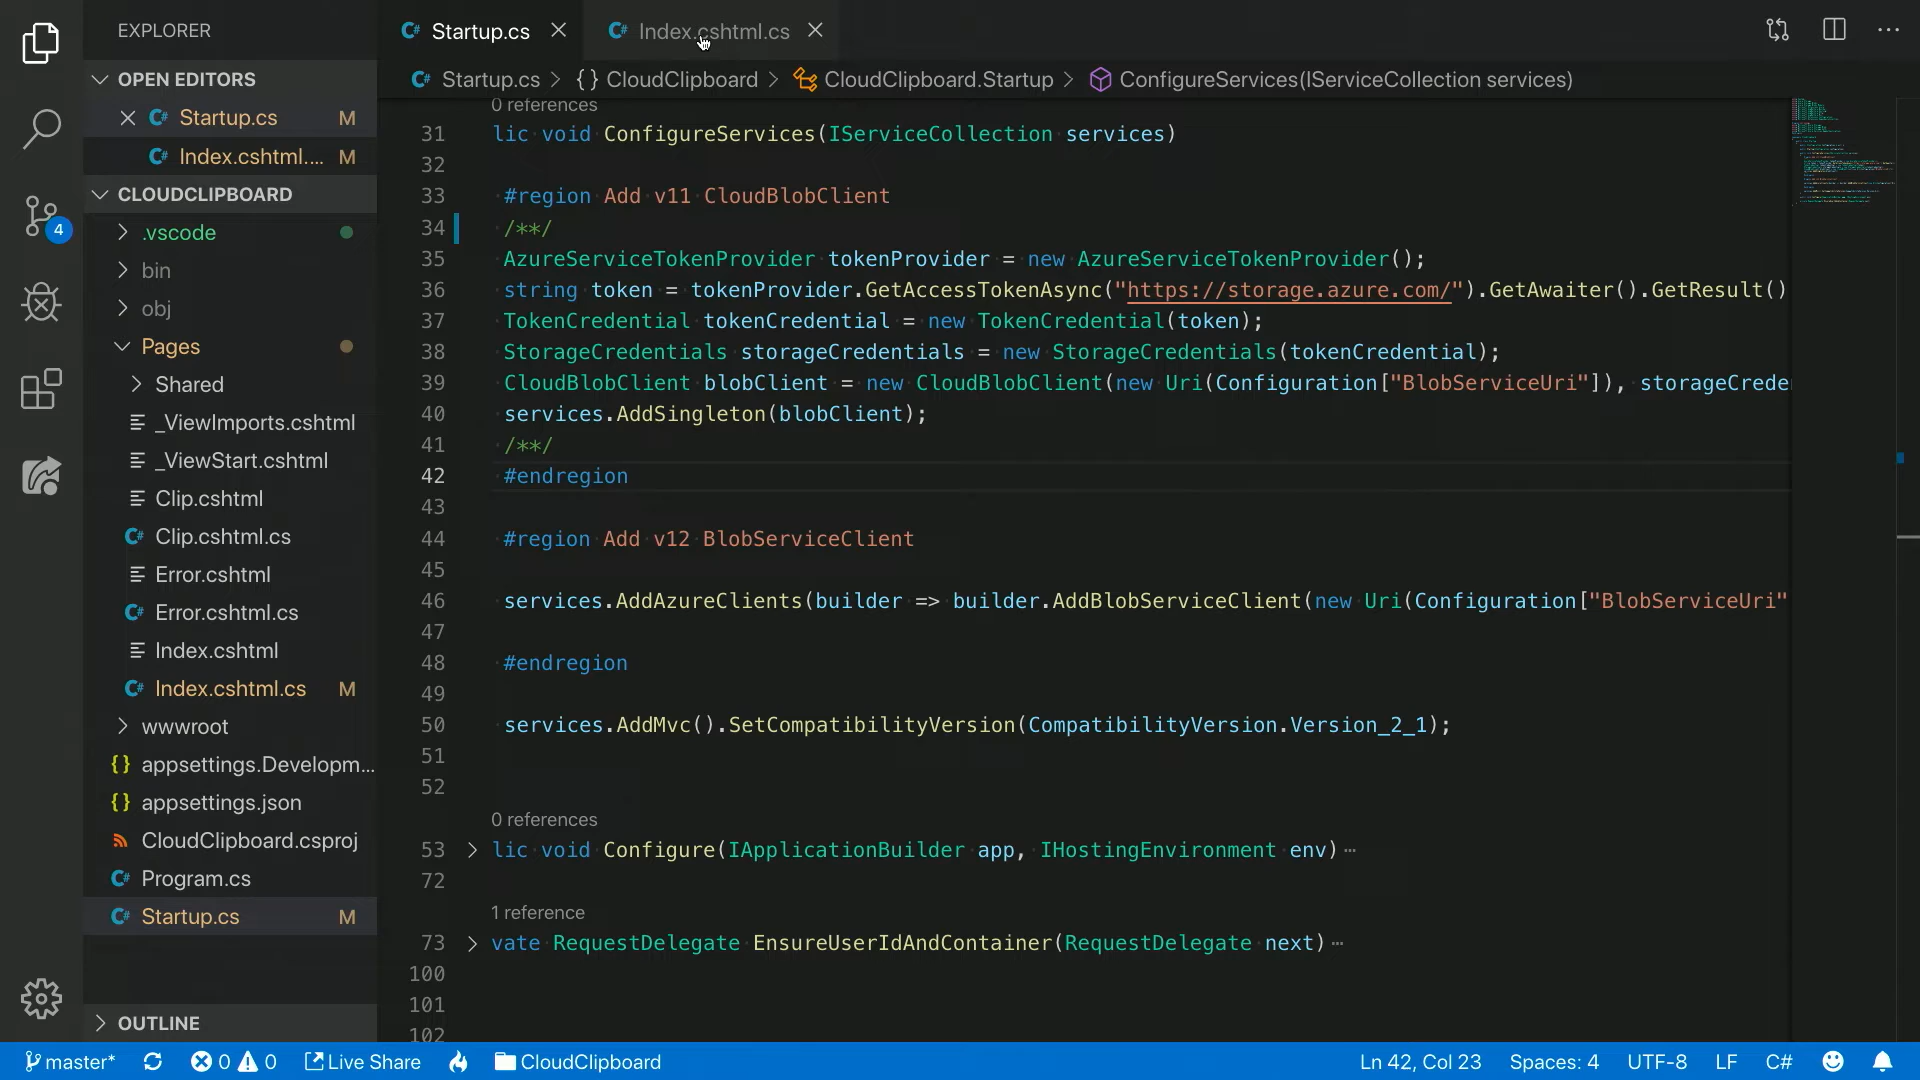 EXPLORER
OPEN EDITORS
Startup.cs M
Index.cshtml.... M
CLOUDCLIPBOARD
4
.vscode
bin
obj
Pages
Shared
_ViewImports.cshtml
_ViewStart.cshtml
Clip.cshtml
Clip.cshtml.cs
Error.cshtml
Error.cshtml.cs
Index.cshtml
Index.cshtml.cs M
wwwroot
appsettings.Developm...
appsettings.json
CloudClipboard.csproj
Program.cs
Startup.cs M
OUTLINE
Startup.cs Index.cshtml.cs
Startup.cs > {} CloudClipboard > CloudClipboard.Startup > ConfigureServices(IServiceCollection services)
0 references
31 lic void ConfigureServices(IServiceCollection services)
32
33 #region Add v11 CloudBlobClient
34 /**/
35 AzureServiceTokenProvider tokenProvider = new AzureServiceTokenProvider();
36 string token = tokenProvider.GetAccessTokenAsync("https://storage.azure.com/").GetAwaiter().GetResult()
37 TokenCredential tokenCredential = new TokenCredential(token);
38 StorageCredentials storageCredentials = new StorageCredentials(tokenCredential);
39 CloudBlobClient blobClient = new CloudBlobClient(new Uri(Configuration["BlobServiceUri"]), storageCrede
40 services.AddSingleton(blobClient);
41 /**/
42 #endregion
43
44 #region Add v12 BlobServiceClient
45
46 services.AddAzureClients(builder => builder.AddBlobServiceClient(new Uri(Configuration["BlobServiceUri"
47
48 #endregion
49
50 services.AddMvc().SetCompatibilityVersion(CompatibilityVersion.Version_2_1);
51
52
0 references
53 lic void Configure(IApplicationBuilder app, IHostingEnvironment env)
72
1 reference
73 vate RequestDelegate EnsureUserIdAndContainer(RequestDelegate next)
100
101
102
master* 0 0 Live Share CloudClipboard Ln 42, Col 23 Spaces: 4 UTF-8 LF C#